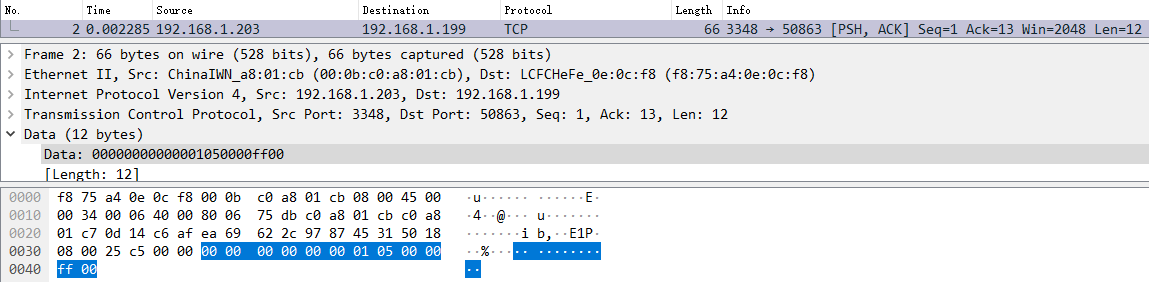 No. Time Source Destination Protocol Length Info
2 0.002285 192.168.1.203 192.168.1.199 TCP 66 3348 → 50863 [PSH, ACK] Seq=1 Ack=13 Win=2048 Len=12
Frame 2: 66 bytes on wire (528 bits), 66 bytes captured (528 bits)
Ethernet II, Src: ChinaIWN_a8:01:cb (00:0b:c0:a8:01:cb), Dst: LCFCHeFe_0e:0c:f8 (f8:75:a4:0e:0c:f8)
Internet Protocol Version 4, Src: 192.168.1.203, Dst: 192.168.1.199
Transmission Control Protocol, Src Port: 3348, Dst Port: 50863, Seq: 1, Ack: 13, Len: 12
Data (12 bytes)
Data: 00000000000001050000ff00
[Length: 12]
0000 f8 75 a4 0e 0c f8 00 0b c0 a8 01 cb 08 00 45 00 ·u······ ······E·
0010 00 34 00 06 40 00 80 06 75 db c0 a8 01 cb c0 a8 ·4··@··· u·······
0020 01 c7 0d 14 c6 af ea 69 62 2c 97 87 45 31 50 18 ·······i b,··E1P·
0030 08 00 25 c5 00 00 00 00 00 00 00 00 01 05 00 00 ··%····· ········
0040 ff 00 ··